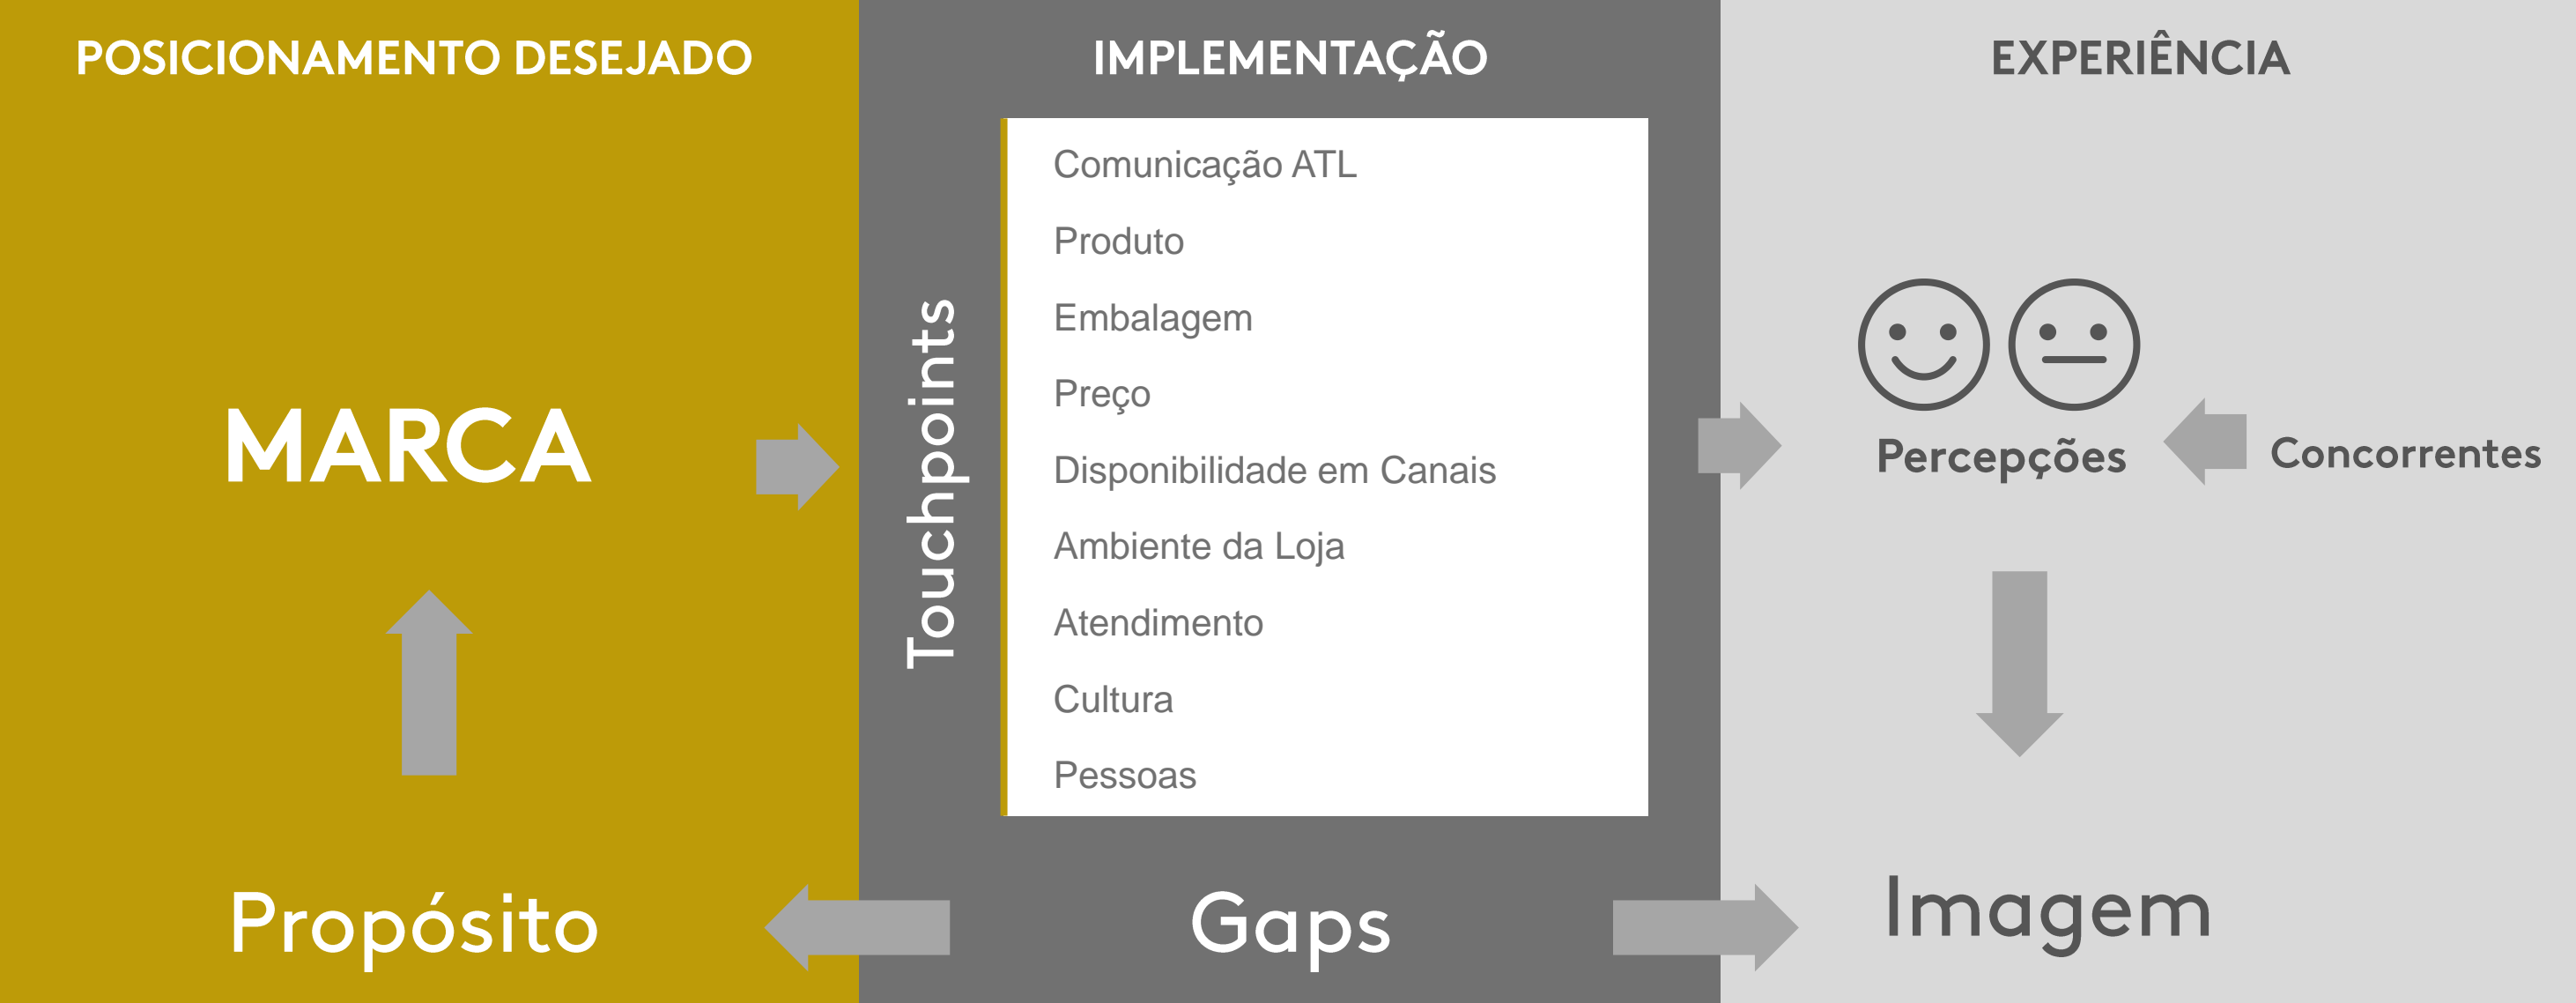 POSICIONAMENTO DESEJADO
MARCA
Propósito
IMPLEMENTAÇÃO
Touchpoints
Comunicação ATL
Produto
Embalagem
Preço
Disponibilidade em Canais
Ambiente da Loja
Atendimento
Cultura
Pessoas
Gaps
EXPERIÊNCIA
Percepções
Concorrentes
Imagem